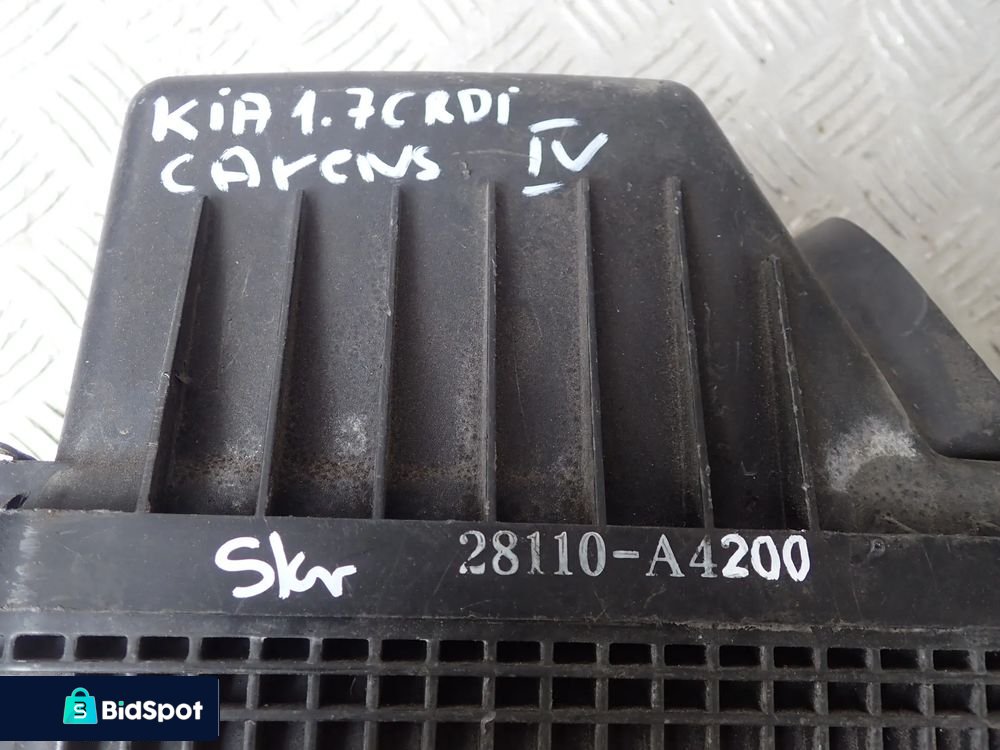 KiA 1.7CRDi
CArENS IV
Skr 28110-A4200
BidSpot